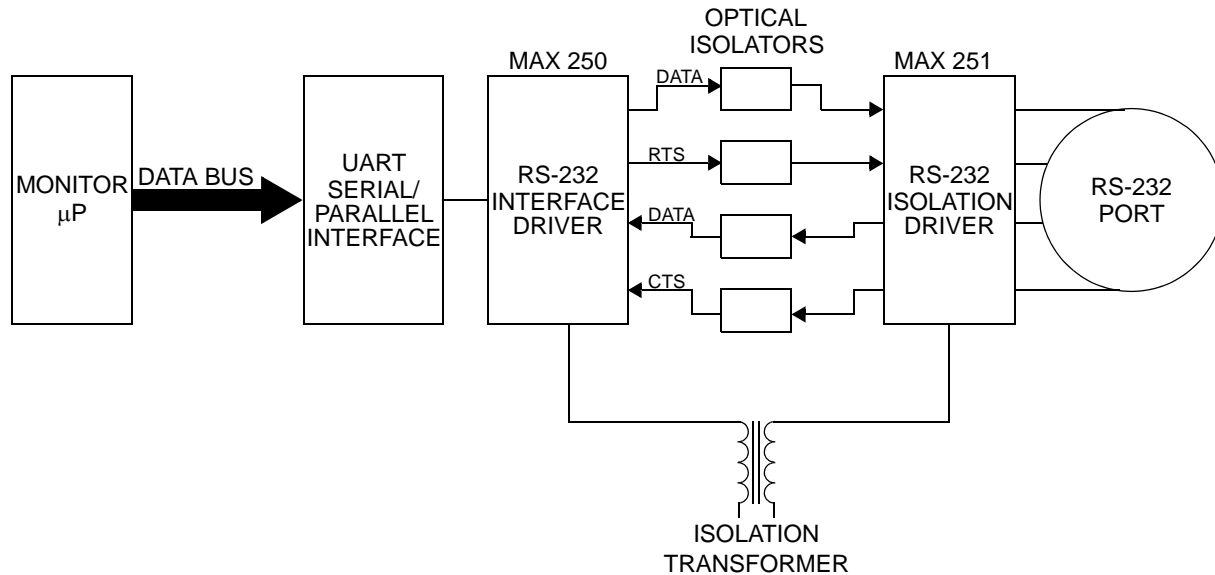 OPTICAL
ISOLATORS
MAX 250
MAX 251
MONITOR
µP
DATA BUS
UART
SERIAL/
PARALLEL
INTERFACE
RS-232
INTERFACE
DRIVER
DATA
RTS
DATA
CTS
RS-232
ISOLATION
DRIVER
RS-232
PORT
ISOLATION
TRANSFORMER